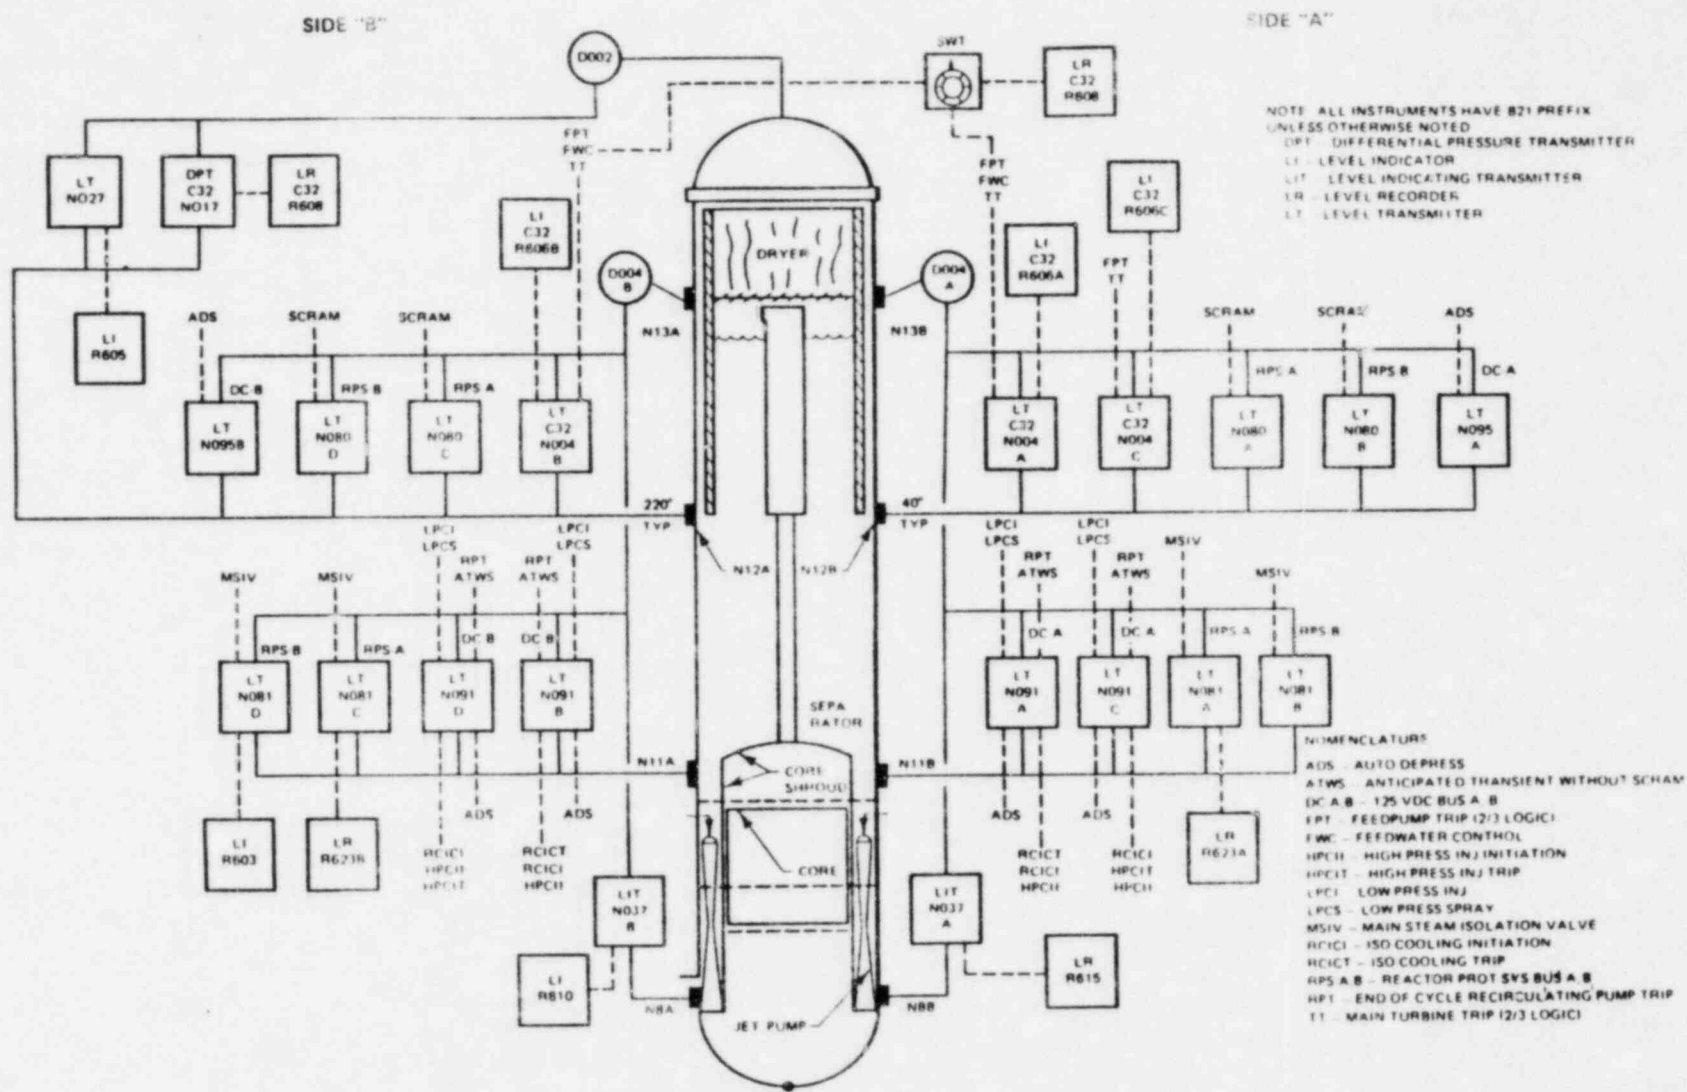 SIDE "B"
SIDE "A"
D002
SWT
LR
C32
R608
NOTE ALL INSTRUMENTS HAVE B21 PREFIX
UNLESS OTHERWISE NOTED
DPT - DIFFERENTIAL PRESSURE TRANSMITTER
LI - LEVEL INDICATOR
LIT - LEVEL INDICATING TRANSMITTER
LR - LEVEL RECORDER
LT - LEVEL TRANSMITTER
LT
NO27
DPT
C32
NO17
LR
C32
R608
FPT
FWC
TT
LI
C32
R606B
FPT
FWC
TT
LI
C32
R606A
LI
C32
R606C
FPT
TT
DRYER
D004
B
D004
A
LI
R605
ADS
SCRAM
SCRAM
N13A
N13B
SCRAM
SCRAM
ADS
DC B
RPS B
RPS A
RPS A
RPS B
DC A
LT
N095B
LT
N080
D
LT
N080
C
LT
C32
N004
B
LT
C32
N004
A
LT
C32
N004
C
LT
N080
A
LT
N080
B
LT
N095
A
220°
TYP
40°
TYP
N12A
N12B
MSIV
MSIV
LPCI
LPCS
RPT
ATWS
RPT
ATWS
LPCI
LPCS
LPCI
LPCS
RPT
ATWS
LPCI
LPCS
RPT
ATWS
MSIV
MSIV
RPS B
RPS A
DC B
DC B
DC A
DC A
RPS A
RPS B
LT
N081
D
LT
N081
C
LT
N091
D
LT
N091
B
LT
N091
A
LT
N091
C
LT
N081
A
LT
N081
B
SEPA
RATOR
N11A
N11B
CORE
SHROUD
CORE
LI
R603
LR
R623B
ADS
RCICI
HPCII
HPCIT
ADS
RCICT
RCICI
HPCII
ADS
RCICT
RCICI
HPCII
ADS
RCICI
HPCIT
HPCII
LR
R623A
LIT
N037
B
LIT
N037
A
LI
R610
LR
R615
N8A
N8B
JET PUMP
NOMENCLATURE
ADS - AUTO DEPRESS
ATWS - ANTICIPATED TRANSIENT WITHOUT SCRAM
DC A B - 125 VDC BUS A B
FPT - FEEDPUMP TRIP (2/3 LOGIC)
FWC - FEEDWATER CONTROL
HPCII - HIGH PRESS INJ INITIATION
HPCIT - HIGH PRESS INJ TRIP
LPCI - LOW PRESS INJ
LPCS - LOW PRESS SPRAY
MSIV - MAIN STEAM ISOLATION VALVE
RCICI - ISO COOLING INITIATION
RCICT - ISO COOLING TRIP
RPS A B - REACTOR PROT SYS BUS A B
RPT - END OF CYCLE RECIRCULATING PUMP TRIP
TT - MAIN TURBINE TRIP (2/3 LOGIC)